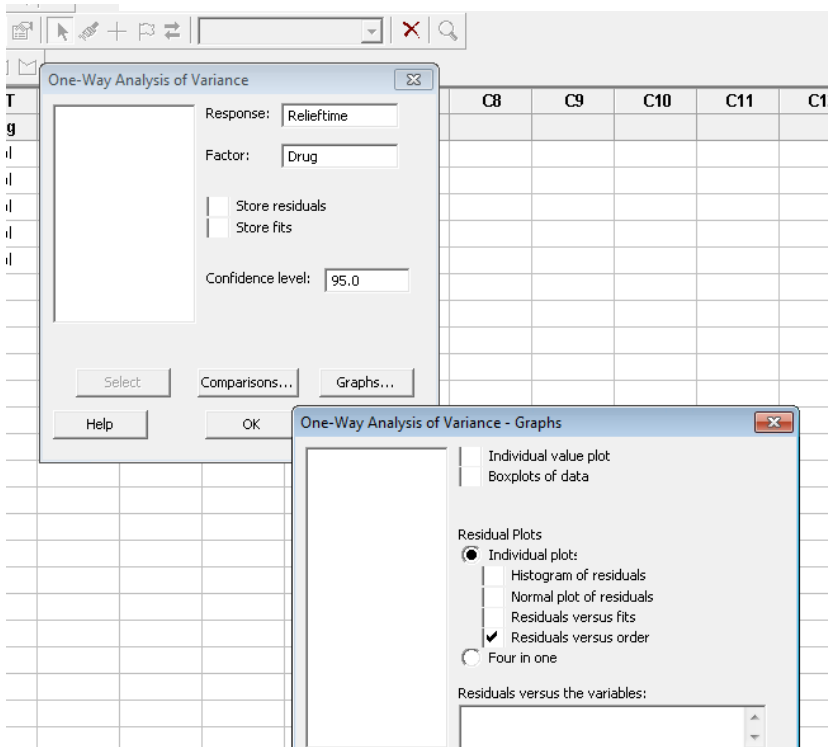 One-Way Analysis of Variance
T
C8
C9
C10
C11
g
Response:
Relieftime
Factor:
Drug
Store residuals
Store fits
Confidence level:
95.0
Select
Comparisons...
Graphs...
Help
OK
One-Way Analysis of Variance - Graphs
Individual value plot
Boxplots of data
Residual Plots
Individual plots
Histogram of residuals
Normal plot of residuals
Residuals versus fits
Residuals versus order
Four in one
Residuals versus the variables: